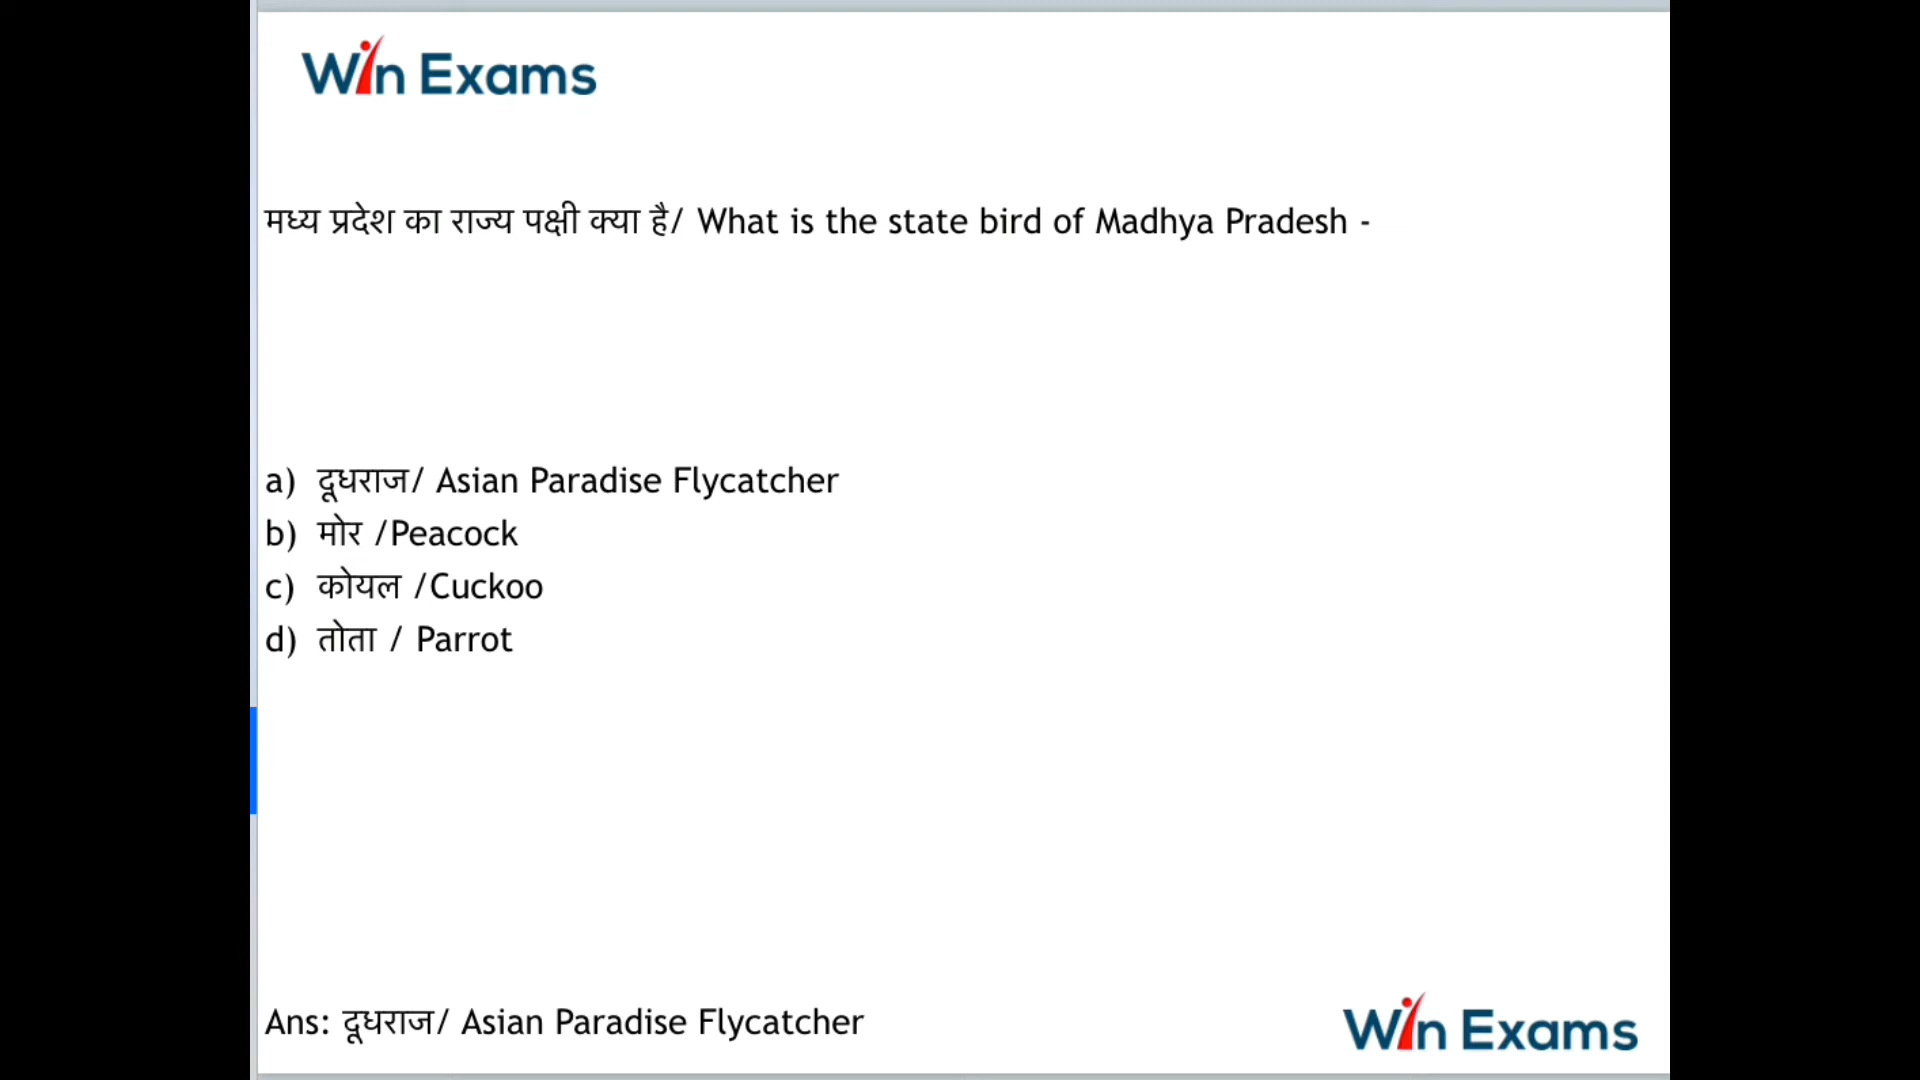 Win Exams
मध्य प्रदेश का राज्य पक्षी क्या है/ What is the state bird of Madhya Pradesh -
a) दूधराज/ Asian Paradise Flycatcher
b) मोर /Peacock
c) कोयल /Cuckoo
d) तोता / Parrot
Ans: दूधराज/ Asian Paradise Flycatcher
Win Exams